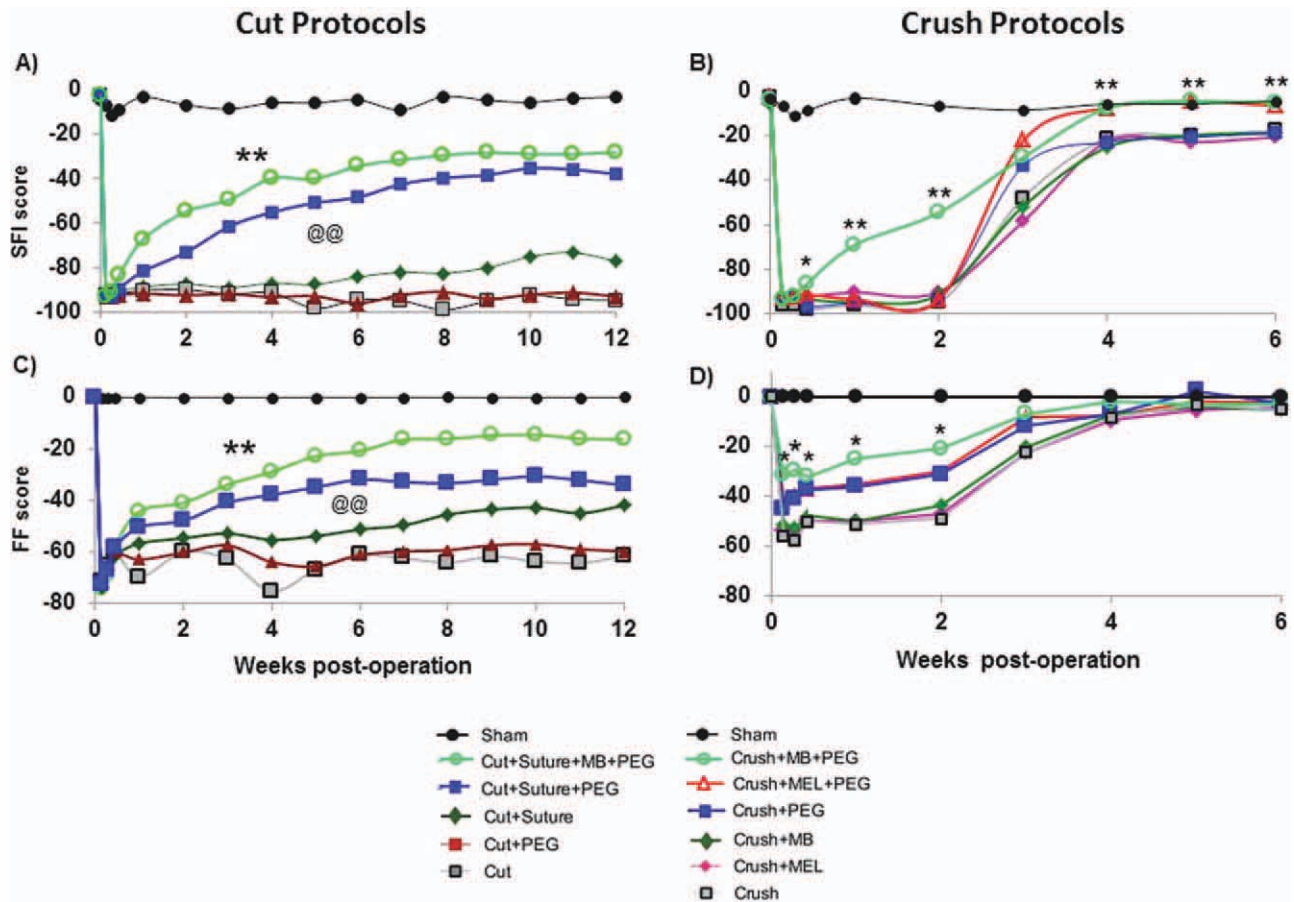 Cut Protocols
Crush Protocols
A)
B)
SFI score
0
-20
-40
-60
-80
-100
**
@@
0 2 4 6 8 10 12
0
-20
-40
-60
-80
-100
*
**
**
**
**
**
0 2 4 6
C)
D)
FF score
0
-20
-40
-60
-80
**
@@
0 2 4 6 8 10 12
0
-20
-40
-60
-80
*
*
*
*
*
0 2 4 6
Weeks post-operation
Weeks post-operation
Sham
Cut+Suture+MB+PEG
Cut+Suture+PEG
Cut+Suture
Cut+PEG
Cut
Sham
Crush+MB+PEG
Crush+MEL+PEG
Crush+PEG
Crush+MB
Crush+MEL
Crush